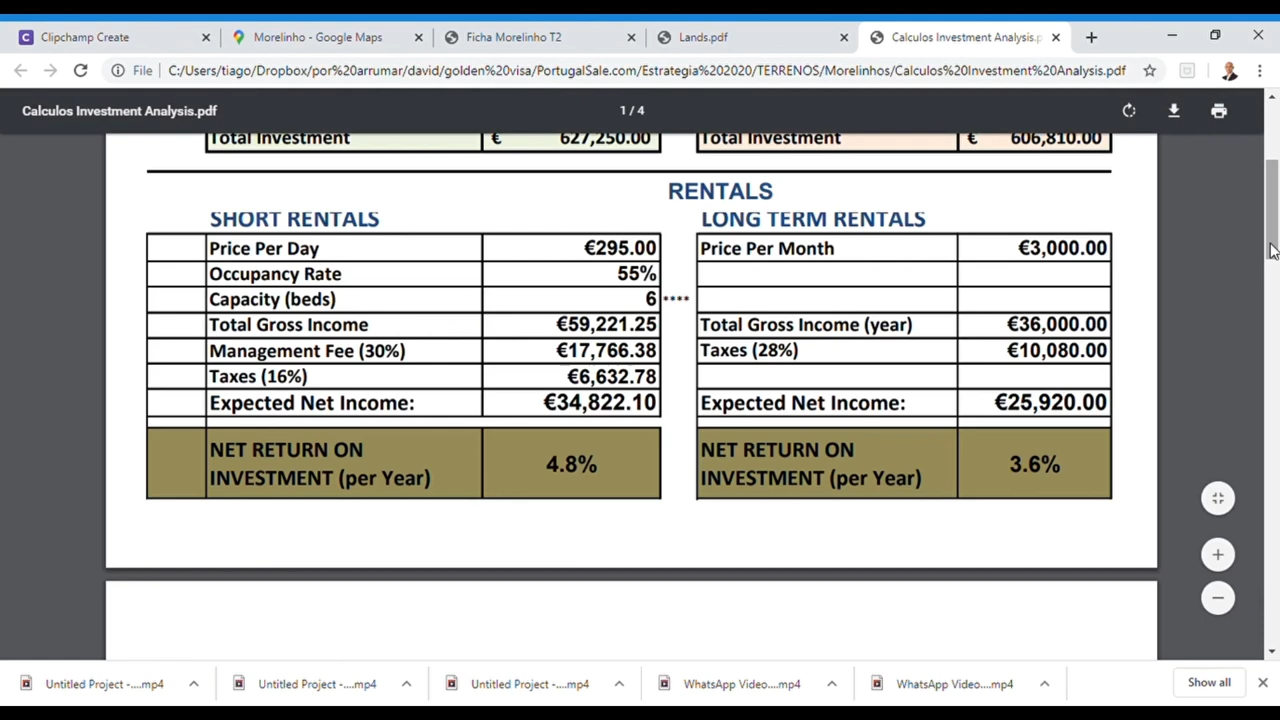 Clipchamp Create
Morelinho - Google Maps
Ficha Morelinho T2
Lands.pdf
Calculos Investment Analysis.p
File
C:/Users/tiago/Dropbox/por%20arrumar/david/golden%20visa/PortugalSale.com/Estrategia%202020/TERRENOS/Morelinhos/Calculos%20Investment%20Analysis.pdf
Calculos Investment Analysis.pdf
1 / 4
Total Investment € 627,250.00
Total Investment € 606,810.00
RENTALS
SHORT RENTALS
LONG TERM RENTALS
Price Per Day €295.00
Price Per Month €3,000.00
Occupancy Rate 55%
Capacity (beds) 6 ****
Total Gross Income €59,221.25
Total Gross Income (year) €36,000.00
Management Fee (30%) €17,766.38
Taxes (28%) €10,080.00
Taxes (16%) €6,632.78
Expected Net Income: €34,822.10
Expected Net Income: €25,920.00
NET RETURN ON
INVESTMENT (per Year)
4.8%
NET RETURN ON
INVESTMENT (per Year)
3.6%
Untitled Project -....mp4
Untitled Project -....mp4
Untitled Project -....mp4
WhatsApp Video....mp4
WhatsApp Video....mp4
Show all